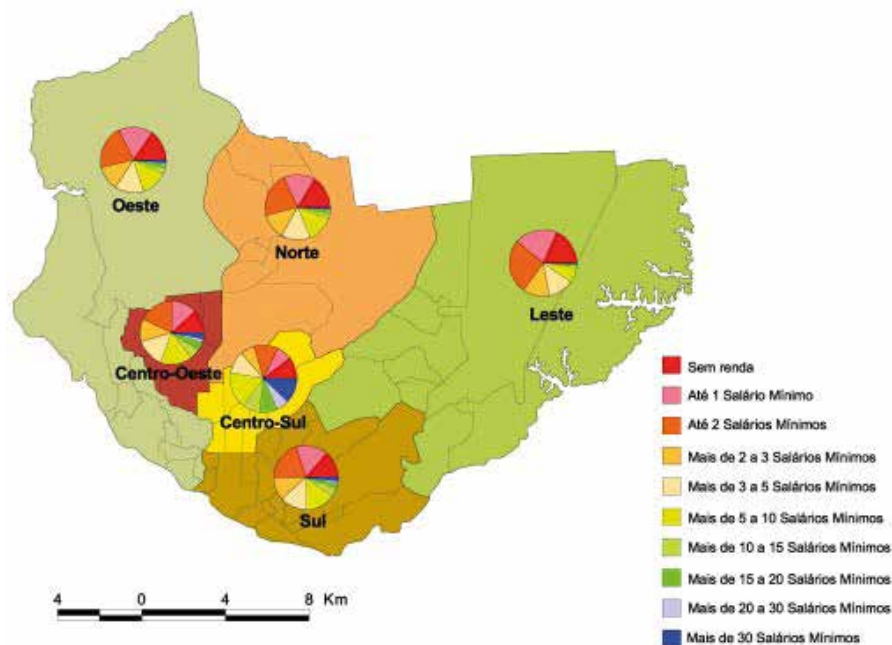 Oeste
Norte
Leste
Centro-Oeste
Centro-Sul
Sul
Sem renda
Até 1 Salário Mínimo
Até 2 Salários Mínimos
Mais de 2 a 3 Salários Mínimos
Mais de 3 a 5 Salários Mínimos
Mais de 5 a 10 Salários Mínimos
Mais de 10 a 15 Salários Mínimos
Mais de 15 a 20 Salários Mínimos
Mais de 20 a 30 Salários Mínimos
Mais de 30 Salários Mínimos
4 0 4 8 Km